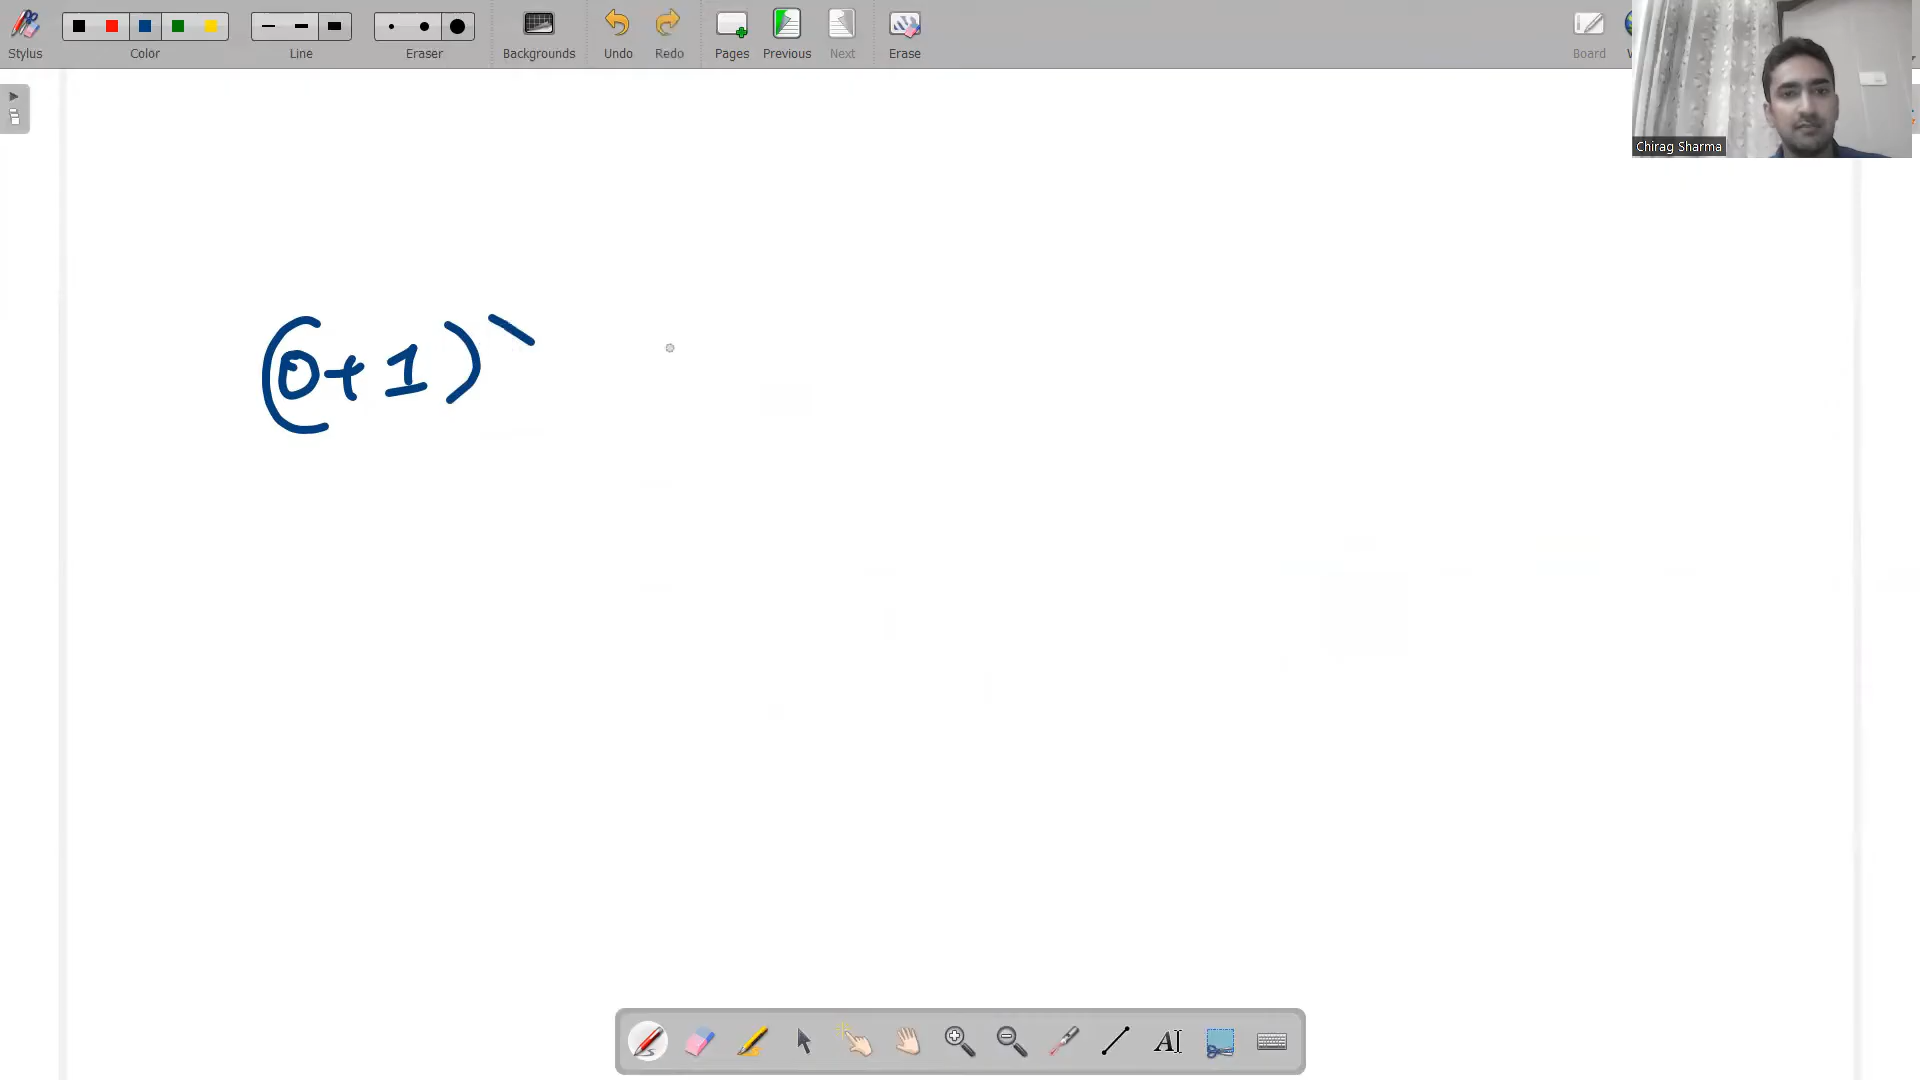 Stylus Color Line Eraser Backgrounds Undo Redo Pages Previous Next Erase Board
Chirag Sharma
(0+1)